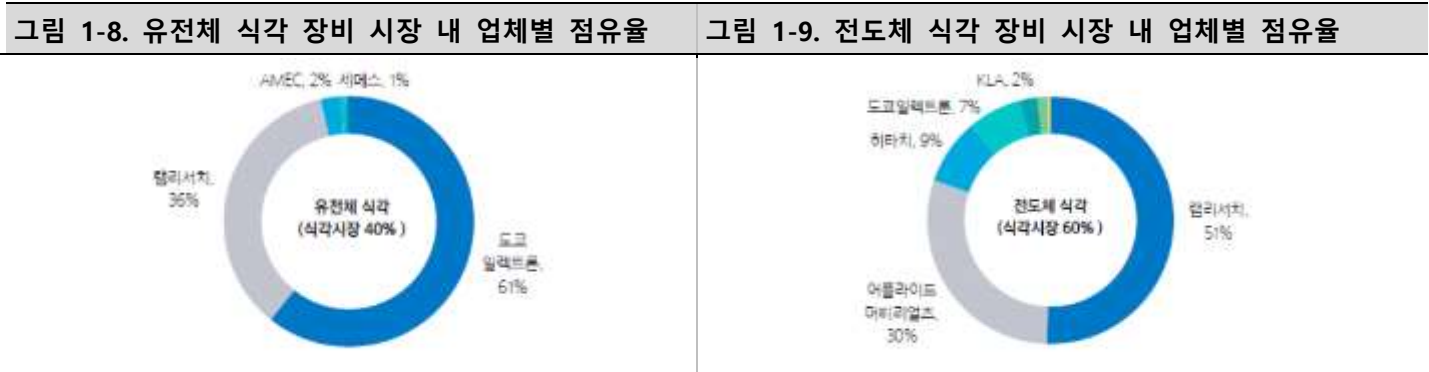 그림 1-8. 유전체 식각 장비 시장 내 업체별 점유율
AMEC, 2%
세메스, 1%
램리서치,
36%
유전체 식각
(식각시장 40% )
도쿄
일렉트론,
61%
그림 1-9. 전도체 식각 장비 시장 내 업체별 점유율
KLA, 2%
도쿄일렉트론, 7%
히타치, 9%
전도체 식각
(식각시장 60% )
램리서치,
51%
어플라이드
머티리얼즈,
30%